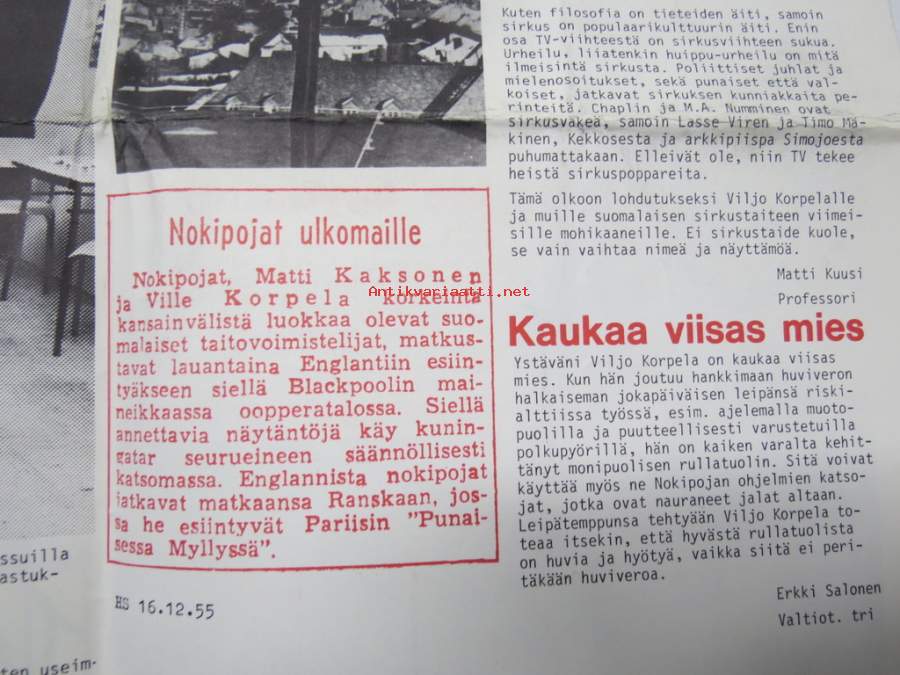 ssuilla
astuk-
ten useim-
Nokipojat ulkomaille
Nokipojat, Matti Kaksonen
ja Ville Korpela korkeinta
kansainvälistä luokkaa olevat suo-
malaiset taitovoimistelijat, matkus-
tavat lauantaina Englantiin esiin-
tyäkseen siellä Blackpoolin mai-
neikkaassa oopperatalossa. Siellä
annettavia näytäntöjä käy kunin-
gatar seurueineen säännöllisesti
katsomassa. Englannista nokipojat
jatkavat matkaansa Ranskaan, jos-
sa he esiintyvät Pariisin "Punai-
sessa Myllyssä".
HS 16.12.55
Kuten filosofia on tieteiden äiti, samoin
sirkus on populaarikulttuurin äiti. Enin
osa TV-viihteestä on sirkusviihteen sukua.
Urheilu, liiatenkin huippu-urheilu on mitä
ilmeisintä sirkusta. Poliittiset juhlat ja
mielenosoitukset, sekä punaiset että val-
koiset, jatkavat sirkuksen kunniakkaita pe-
rinteitä. Chaplin ja M.A. Numminen ovat
sirkusväkeä, samoin Lasse Viren ja Timo Mä-
kinen, Kekkosesta ja arkkipiispa Simojoesta
puhumattakaan. Elleivät ole, niin TV tekee
heistä sirkuspoppareita.
Tämä olkoon lohdutukseksi Viljo Korpelalle
ja muille suomalaisen sirkustaiteen viimei-
sille mohikaaneille. Ei sirkustaide kuole,
se vain vaihtaa nimeä ja näyttämöä.
Matti Kuusi
Professori
Antikvariaatti.net
Kaukaa viisas mies
Ystäväni Viljo Korpela on kaukaa viisas
mies. Kun hän joutuu hankkimaan huviveron
halkaiseman jokapäiväisen leipänsä riski-
alttiissa työssä, esim. ajelemalla muoto-
puolilla ja puutteellisesti varustetuilla
polkupyörillä, hän on kaiken varalta kehit-
tänyt monipuolisen rullatuolin. Sitä voivat
käyttää myös ne Nokipojan ohjelmien katso-
jat, jotka ovat nauraneet jalat altaan.
Leipätemppunsa tehtyään Viljo Korpela to-
teaa itsekin, että hyvästä rullatuolista
on huvia ja hyötyä, vaikka siitä ei peri-
täkään huviveroa.
Erkki Salonen
Valtiot. tri